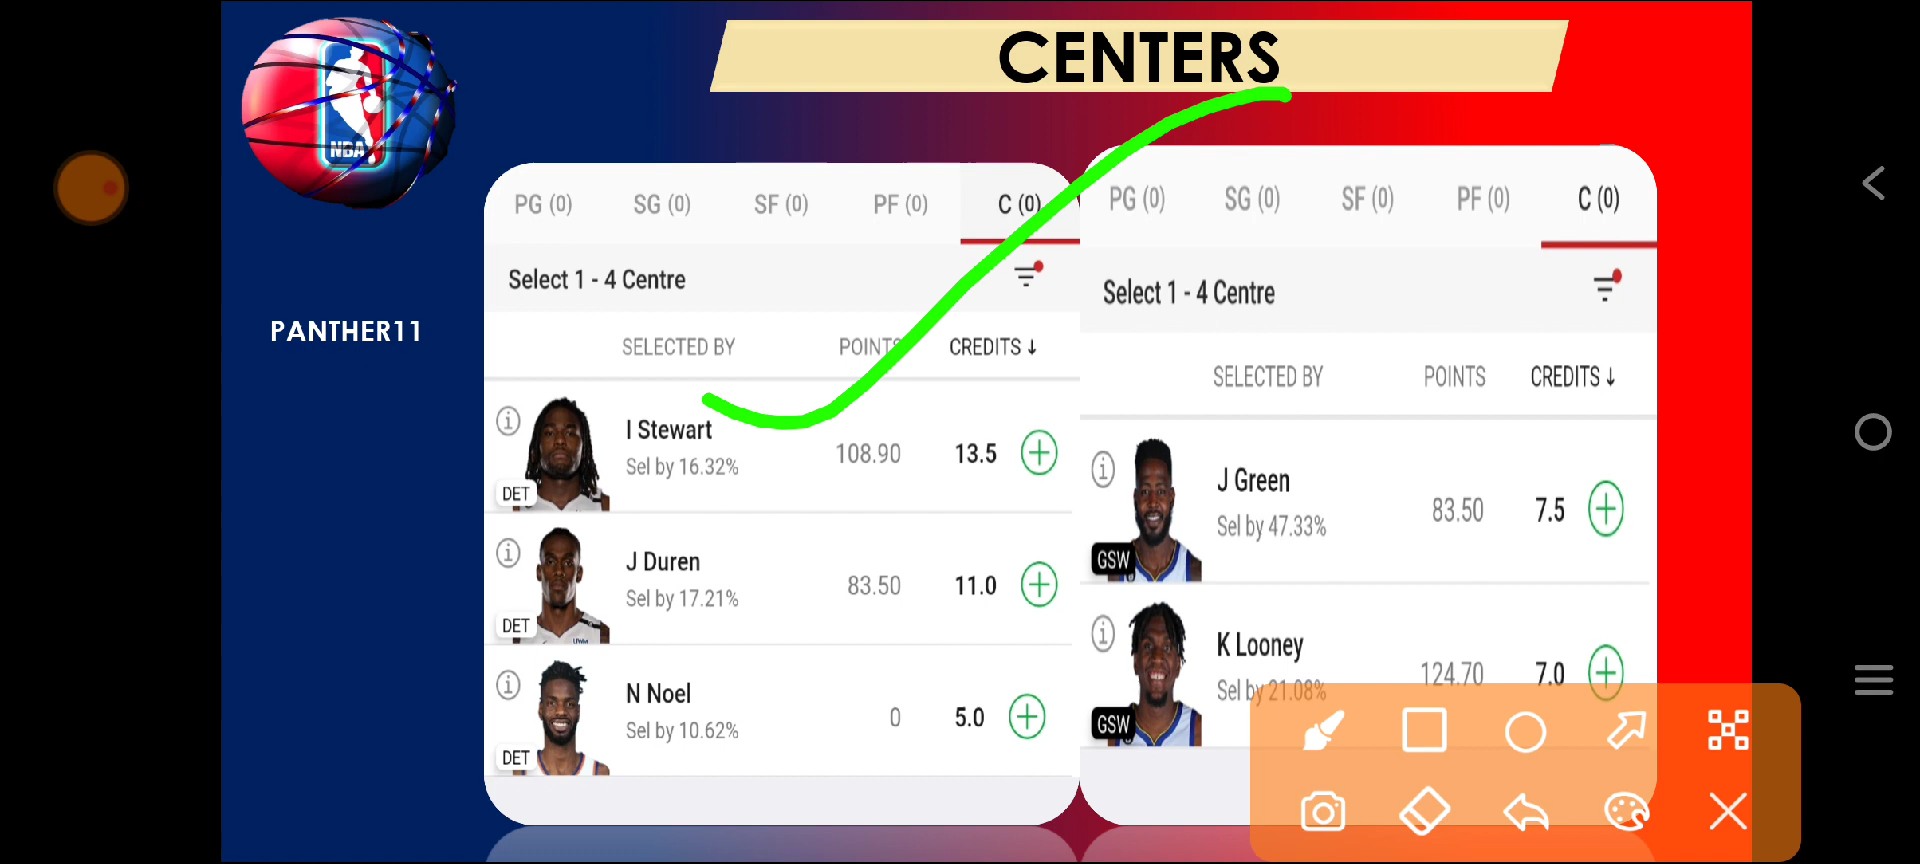 CENTERS
NBA
PANTHER11
PG (0) SG (0) SF (0) PF (0) C (0)
Select 1 - 4 Centre
SELECTED BY POINTS CREDITS ↓
I Stewart
Sel by 16.32% 108.90 13.5
DET
J Duren
Sel by 17.21% 83.50 11.0
DET
N Noel
Sel by 10.62% 0 5.0
DET
PG (0) SG (0) SF (0) PF (0) C (0)
Select 1 - 4 Centre
SELECTED BY POINTS CREDITS ↓
J Green
Sel by 47.33% 83.50 7.5
GSW
K Looney
Sel by 21.08% 124.70 7.0
GSW